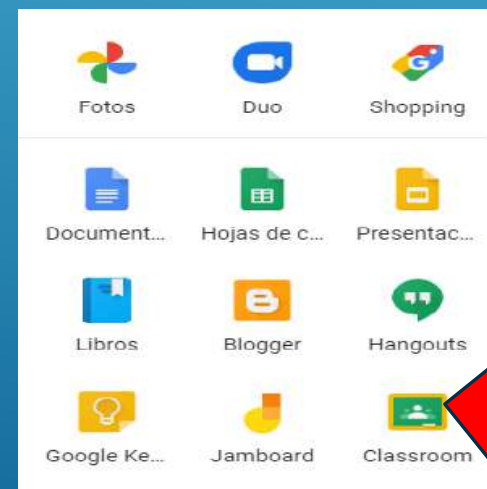 Fotos Duo Shopping
Document... Hojas de c... Presentac...
Libros Blogger Hangouts
Google Ke... Jamboard Classroom